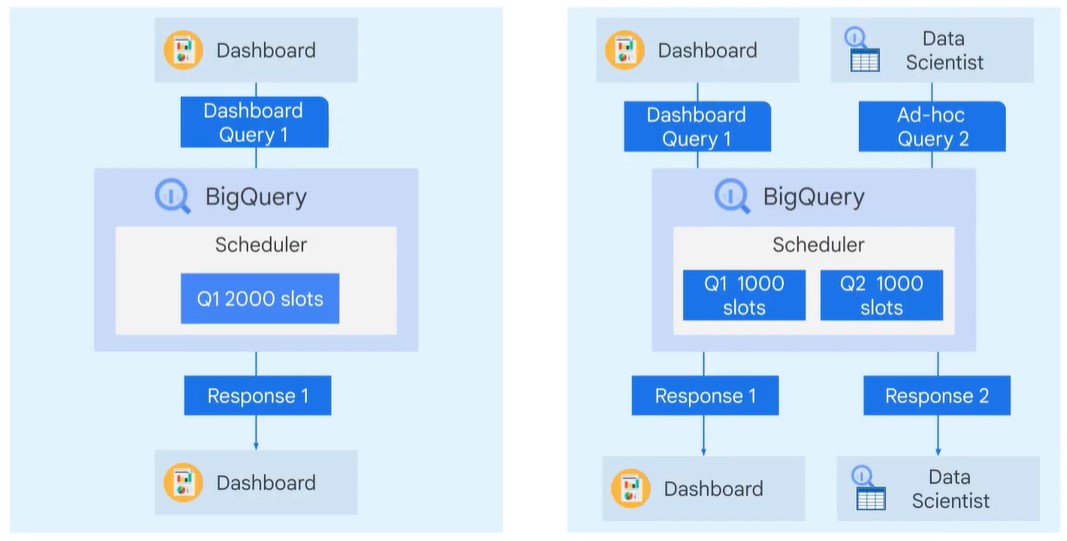 Dashboard
Dashboard
Query 1
BigQuery
Scheduler
Q1 2000 slots
Response 1
Dashboard
Dashboard
Data
Scientist
Dashboard
Query 1
Ad-hoc
Query 2
BigQuery
Scheduler
Q1 1000
slots
Q2 1000
slots
Response 1
Response 2
Dashboard
Data
Scientist